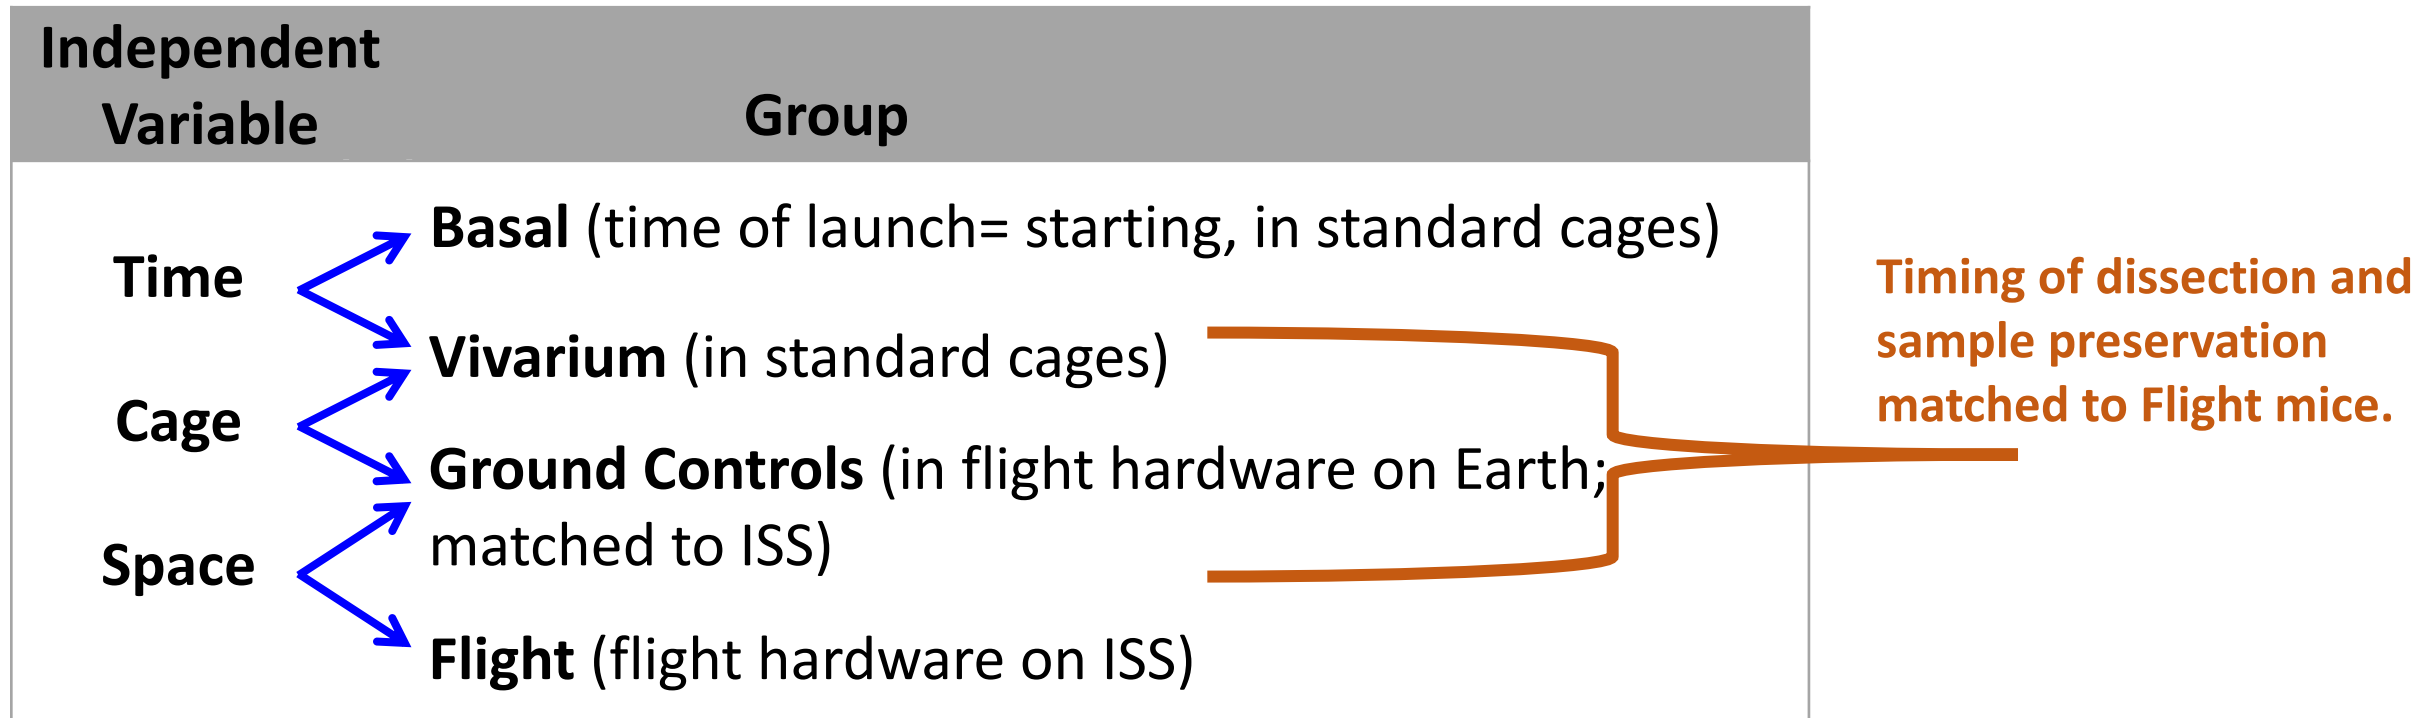 Independent
Variable
Group
Time
Basal (time of launch= starting, in standard cages)
Vivarium (in standard cages)
Cage
Ground Controls (in flight hardware on Earth;
matched to ISS)
Space
Flight (flight hardware on ISS)
Timing of dissection and
sample preservation
matched to Flight mice.